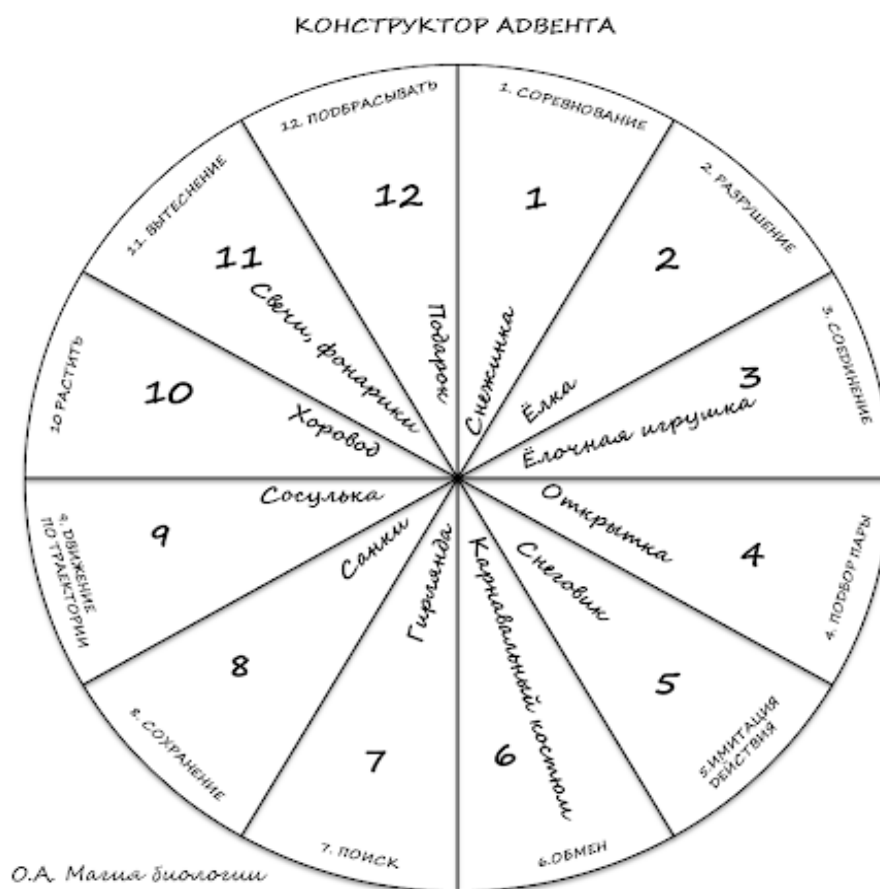 КОНСТРУКТОР АДВЕНТА
1. СОРЕВНОВАНИЕ
1
Снежинка
2. РАЗРУШЕНИЕ
2
Ёлка
3. СОЕДИНЕНИЕ
3
Ёлочная игрушка
4. ПОДБОР ПАРЫ
4
Открытка
5.ИМИТАЦИЯ
ДЕЙСТВИЯ
5
Снеговик
6.ОБМЕН
6
Карнавальный костюм
7. ПОИСК
7
Гирлянда
8. СОХРАНЕНИЕ
8
Санки
9. ДВИЖЕНИЕ
ПО ТРАЕКТОРИИ
9
Сосулька
10 РАСТИТЬ
10
Хоровод
11. ВЫТЕСНЕНИЕ
11
Свечи, фонарики
12. ПОДБРАСЫВАТЬ
12
Подарок
О.А. Магия биологии